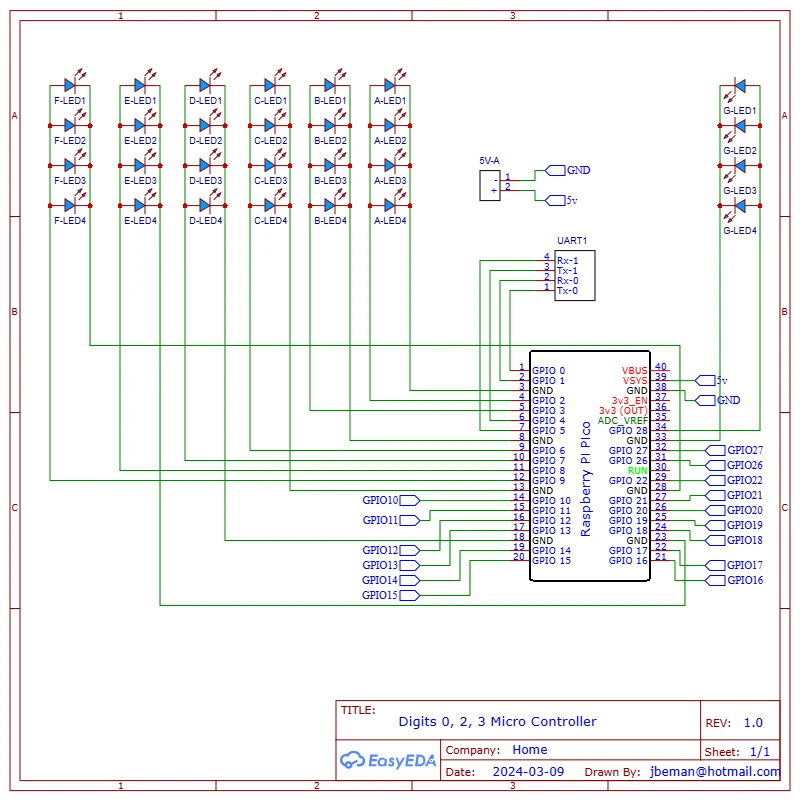 1 2 3
F-LED1 E-LED1 D-LED1 C-LED1 B-LED1 A-LED1 G-LED1
A A
F-LED2 E-LED2 D-LED2 C-LED2 B-LED2 A-LED2 G-LED2
F-LED3 E-LED3 D-LED3 C-LED3 B-LED3 A-LED3 G-LED3
F-LED4 E-LED4 D-LED4 C-LED4 B-LED4 A-LED4 G-LED4
5V-A
- 1 GND
+ 2 5v
UART1
4 Rx-1
3 Tx-1
2 Rx-0
1 Tx-0
B B
Raspberry Pi Pico
1 GPIO 0 VBUS 40
2 GPIO 1 VSYS 39 5v
3 GND GND 38
4 GPIO 2 3v3_EN 37 GND
5 GPIO 3 3v3 (OUT) 36
6 GPIO 4 ADC_VREF 35
7 GPIO 5 GPIO 28 34
8 GND GND 33
9 GPIO 6 GPIO 27 32 GPIO27
10 GPIO 7 GPIO 26 31 GPIO26
11 GPIO 8 RUN 30
12 GPIO 9 GPIO 22 29 GPIO22
13 GND GND 28
GPIO10 14 GPIO 10 GPIO 21 27 GPIO21
C C
GPIO11 15 GPIO 11 GPIO 20 26 GPIO20
16 GPIO 12 GPIO 19 25 GPIO19
17 GPIO 13 GPIO 18 24 GPIO18
18 GND GND 23
GPIO12 19 GPIO 14 GPIO 17 22 GPIO17
GPIO13 20 GPIO 15 GPIO 16 21 GPIO16
GPIO14
GPIO15
TITLE:
Digits 0, 2, 3 Micro Controller
REV: 1.0
EasyEDA
Company: Home
Sheet: 1/1
Date: 2024-03-09 Drawn By: jbeman@hotmail.com
1 2 3